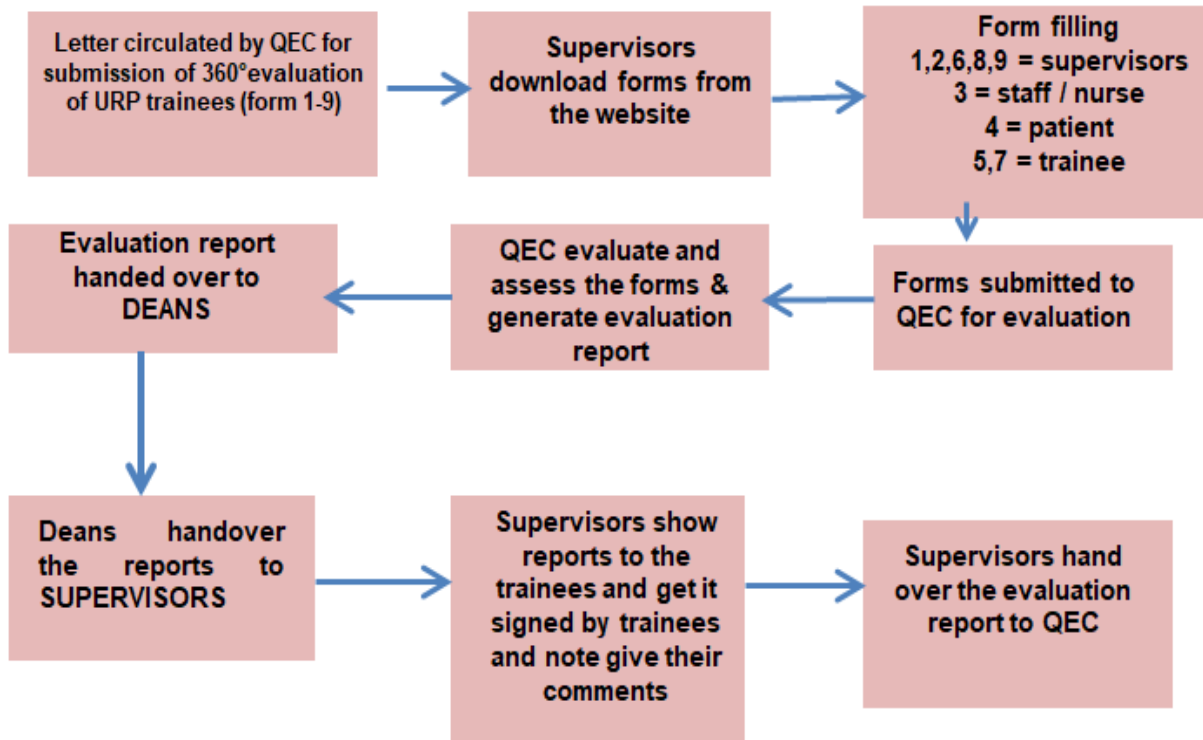 Letter circulated by QEC for
submission of 360°evaluation
of URP trainees (form 1-9)
Supervisors
download forms from
the website
Form filling
1,2,6,8,9 = supervisors
3 = staff / nurse
4 = patient
5,7 = trainee
Forms submitted to
QEC for evaluation
QEC evaluate and
assess the forms &
generate evaluation
report
Evaluation report
handed over to
DEANS
Deans handover
the reports to
SUPERVISORS
Supervisors show
reports to the
trainees and get it
signed by trainees
and note give their
comments
Supervisors hand
over the evaluation
report to QEC